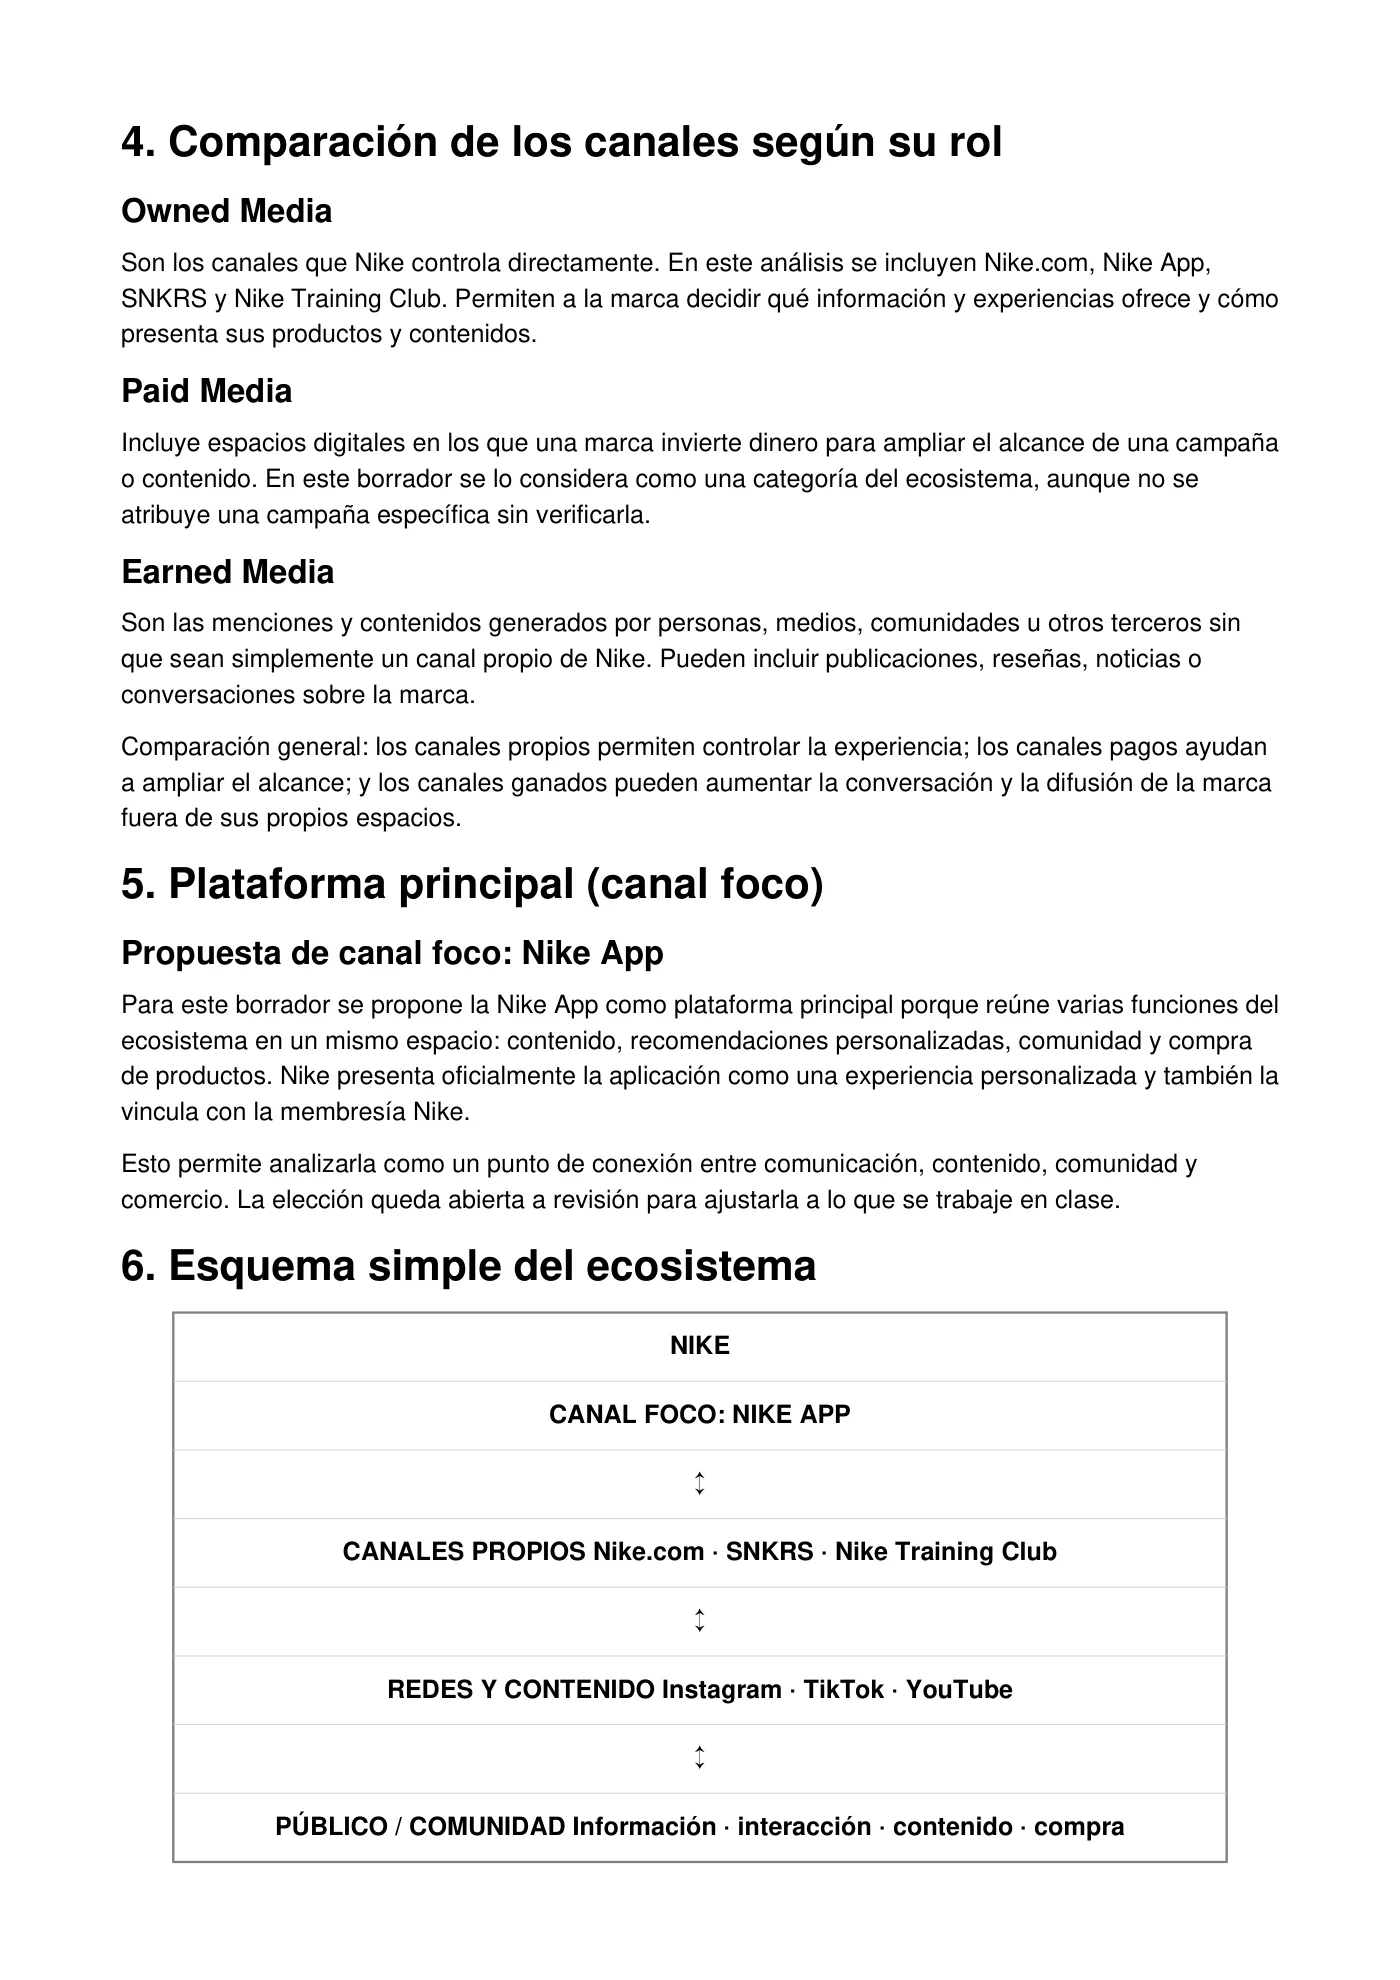 4. Comparación de los canales según su rol
Owned Media
Son los canales que Nike controla directamente. En este análisis se incluyen Nike.com, Nike App,
SNKRS y Nike Training Club. Permiten a la marca decidir qué información y experiencias ofrece y cómo
presenta sus productos y contenidos.
Paid Media
Incluye espacios digitales en los que una marca invierte dinero para ampliar el alcance de una campaña
o contenido. En este borrador se lo considera como una categoría del ecosistema, aunque no se
atribuye una campaña específica sin verificarla.
Earned Media
Son las menciones y contenidos generados por personas, medios, comunidades u otros terceros sin
que sean simplemente un canal propio de Nike. Pueden incluir publicaciones, reseñas, noticias o
conversaciones sobre la marca.
Comparación general: los canales propios permiten controlar la experiencia; los canales pagos ayudan
a ampliar el alcance; y los canales ganados pueden aumentar la conversación y la difusión de la marca
fuera de sus propios espacios.
5. Plataforma principal (canal foco)
Propuesta de canal foco: Nike App
Para este borrador se propone la Nike App como plataforma principal porque reúne varias funciones del
ecosistema en un mismo espacio: contenido, recomendaciones personalizadas, comunidad y compra
de productos. Nike presenta oficialmente la aplicación como una experiencia personalizada y también la
vincula con la membresía Nike.
Esto permite analizarla como un punto de conexión entre comunicación, contenido, comunidad y
comercio. La elección queda abierta a revisión para ajustarla a lo que se trabaje en clase.
6. Esquema simple del ecosistema
NIKE
CANAL FOCO: NIKE APP
↕
CANALES PROPIOS Nike.com · SNKRS · Nike Training Club
↕
REDES Y CONTENIDO Instagram · TikTok · YouTube
↕
PÚBLICO / COMUNIDAD Información · interacción · contenido · compra